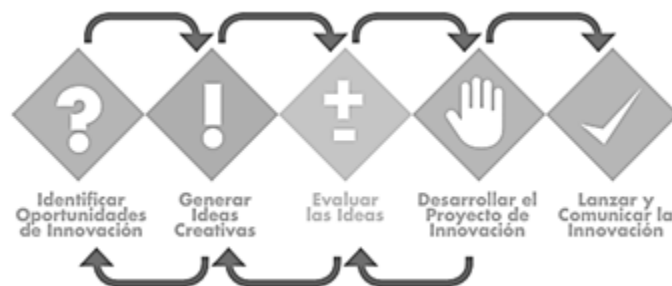 ?
!
±
Identificar
Oportunidades
de Innovación
Generar
Ideas
Creativas
Evaluar
las Ideas
Desarrollar el
Proyecto de
Innovación
Lanzar y
Comunicar la
Innovación